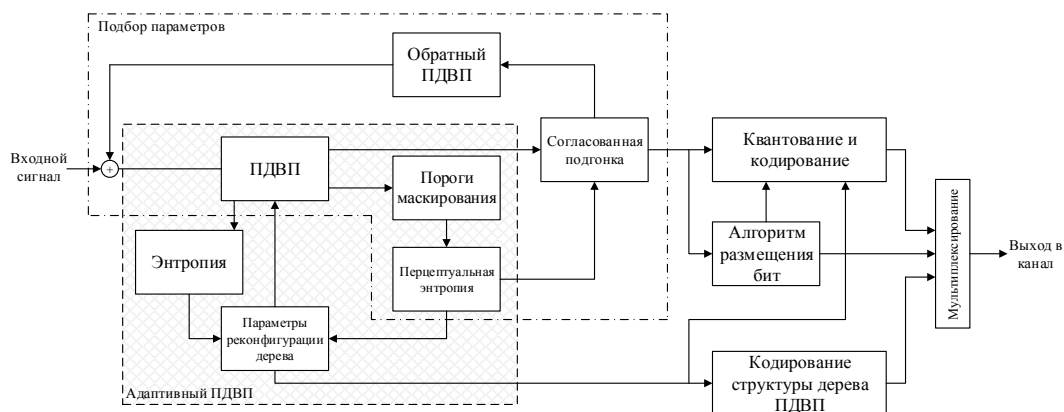 Подбор параметров
Обратный
ПДВП
Входной
сигнал
+
ПДВП
Пороги
маскирования
Согласованная
подгонка
Квантование и
кодирование
Энтропия
Перцептуальная
энтропия
Алгоритм
размещения
бит
Мультиплексирование
Выход в
канал
Параметры
реконфигурации
дерева
Адаптивный ПДВП
Кодирование
структуры дерева
ПДВП